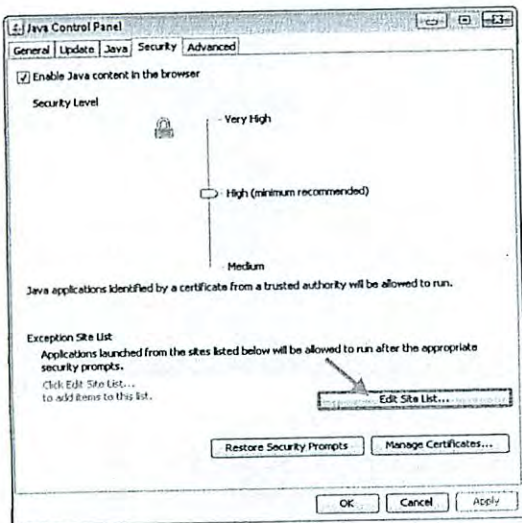 Java Control Panel
General Update Java Security Advanced
Enable Java content in the browser
Security Level
Very High
High (minimum recommended)
Medium
Java applications identified by a certificate from a trusted authority will be allowed to run.
Exception Site List
Applications launched from the sites listed below will be allowed to run after the appropriate
security prompts.
Click Edit Site List...
to add items to this list.
Edit Site List...
Restore Security Prompts Manage Certificates...
OK Cancel Apply